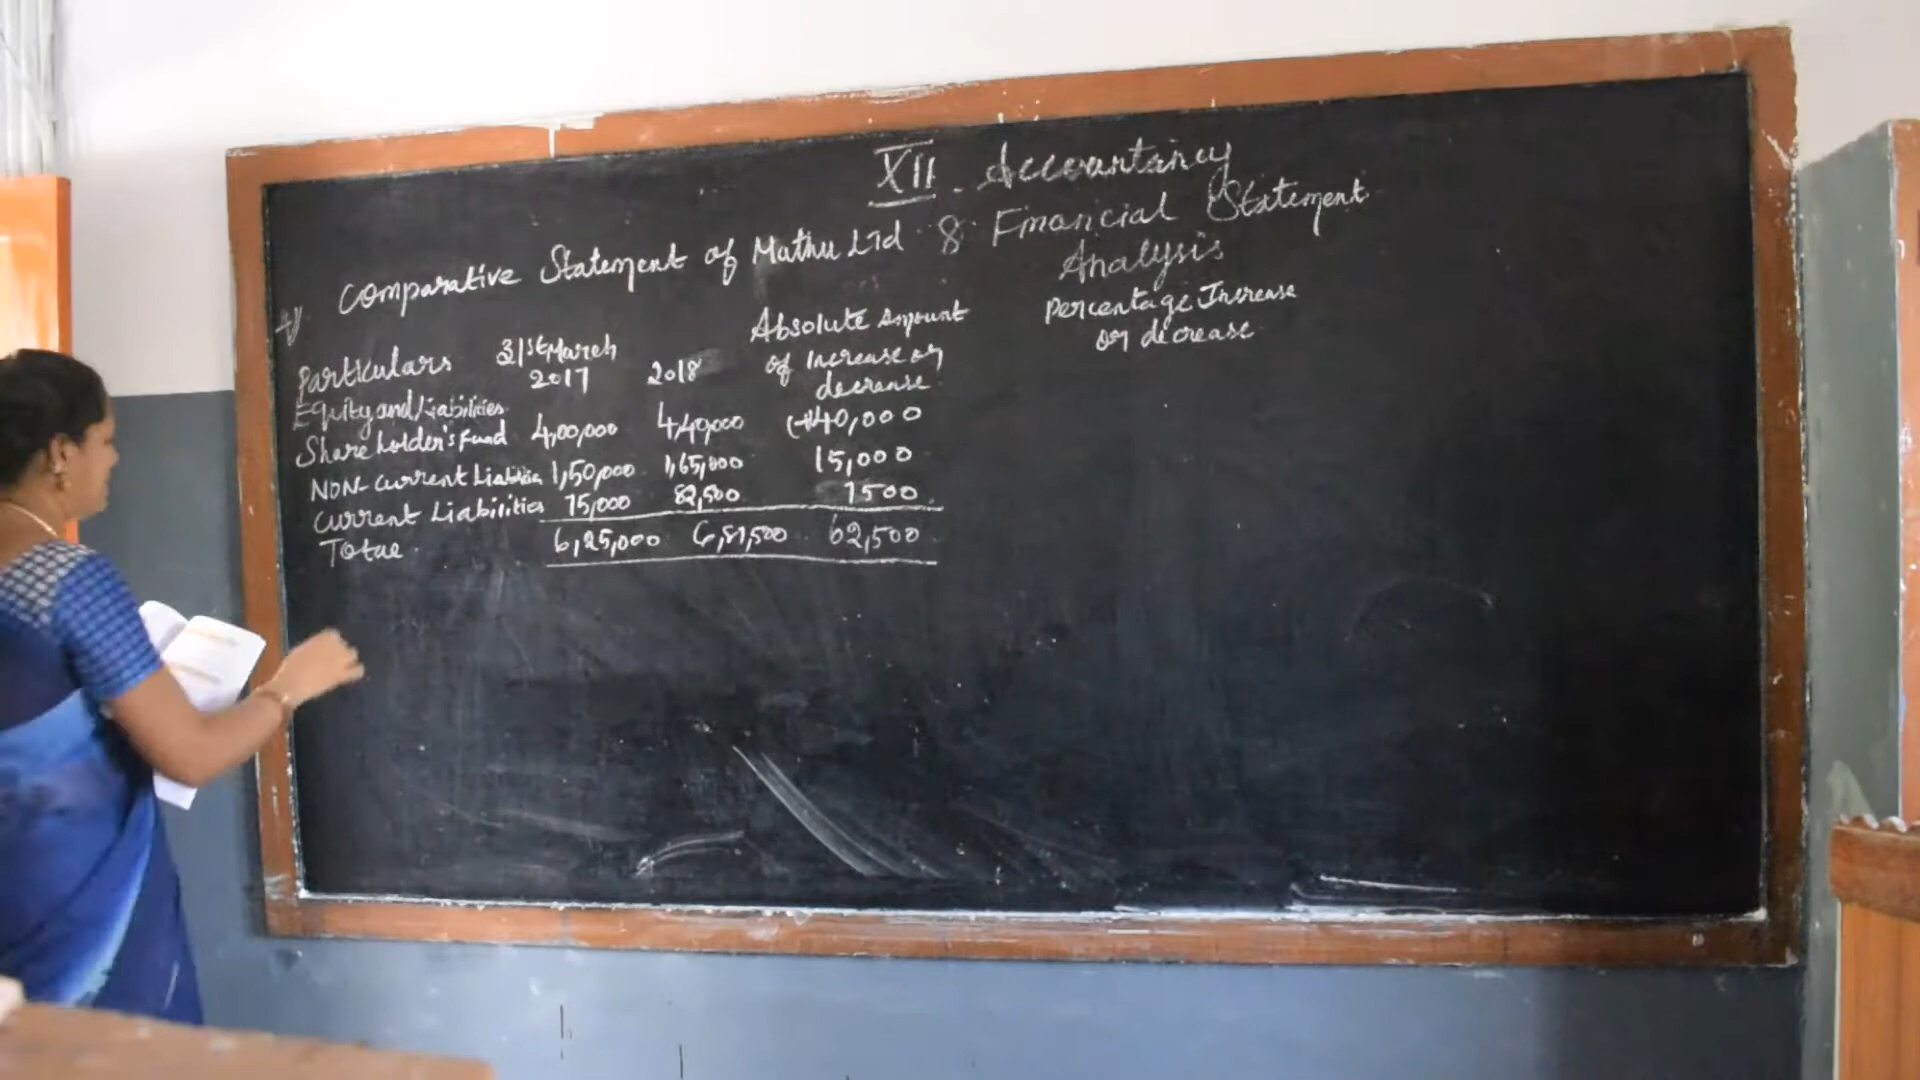 XII. Accountancy
Comparative Statement of Mathu Ltd 8 Financial Statement
Analysis
4)
Particulars 31st March 2017 2018 Absolute Amount of Increase or decrease Percentage Increase or decrease
Equity and Liabilities
Share holder's Fund 4,00,000 4,40,000 (+40,000
NON-current Liabilities 1,50,000 1,65,000 15,000
Current Liabilities 75,000 82,500 7500
Total 6,25,000 6,87,500 62,500